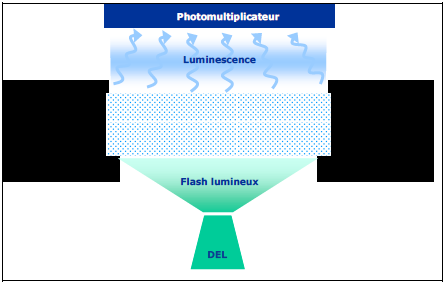 Photomultiplicateur
Luminescence
Flash lumineux
DEL